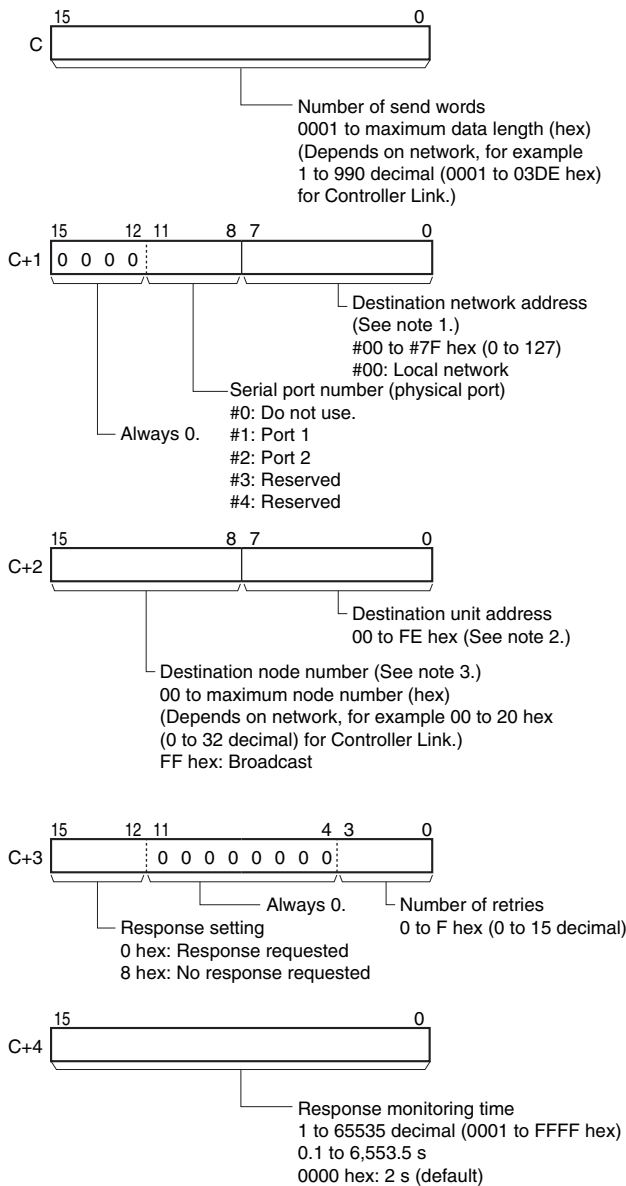 15 0
C
Number of send words
0001 to maximum data length (hex)
(Depends on network, for example
1 to 990 decimal (0001 to 03DE hex)
for Controller Link.)
15 12 11 8 7 0
C+1 0 0 0 0
Destination network address
(See note 1.)
#00 to #7F hex (0 to 127)
#00: Local network
Serial port number (physical port)
#0: Do not use.
Always 0.
#1: Port 1
#2: Port 2
#3: Reserved
#4: Reserved
15 8 7 0
C+2
Destination unit address
00 to FE hex (See note 2.)
Destination node number (See note 3.)
00 to maximum node number (hex)
(Depends on network, for example 00 to 20 hex
(0 to 32 decimal) for Controller Link.)
FF hex: Broadcast
15 12 11 4 3 0
C+3 0 0 0 0 0 0 0 0
Always 0.
Number of retries
0 to F hex (0 to 15 decimal)
Response setting
0 hex: Response requested
8 hex: No response requested
15 0
C+4
Response monitoring time
1 to 65535 decimal (0001 to FFFF hex)
0.1 to 6,553.5 s
0000 hex: 2 s (default)